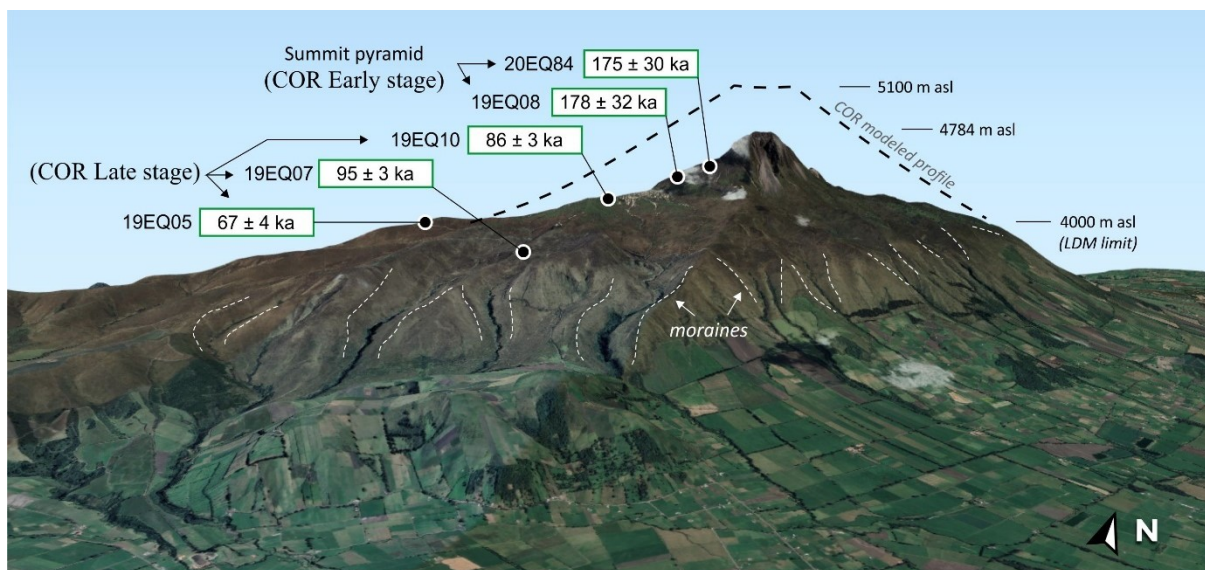 Summit pyramid
(COR Early stage)
20EQ84 175 ± 30 ka
19EQ08 178 ± 32 ka
19EQ10 86 ± 3 ka
(COR Late stage)
19EQ07 95 ± 3 ka
19EQ05 67 ± 4 ka
5100 m asl
4784 m asl
COR modeled profile
4000 m asl
(LDM limit)
moraines
N